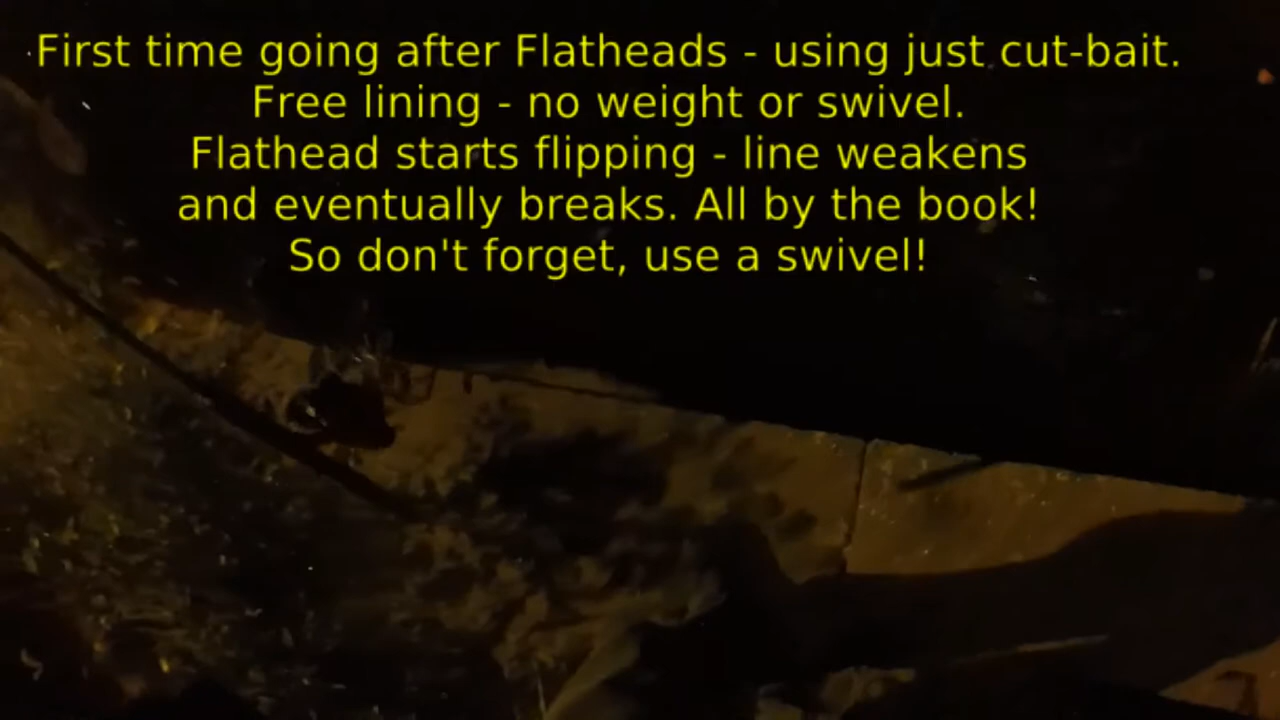 First time going after Flatheads - using just cut-bait.
Free lining - no weight or swivel.
Flathead starts flipping - line weakens
and eventually breaks. All by the book!
So don't forget, use a swivel!